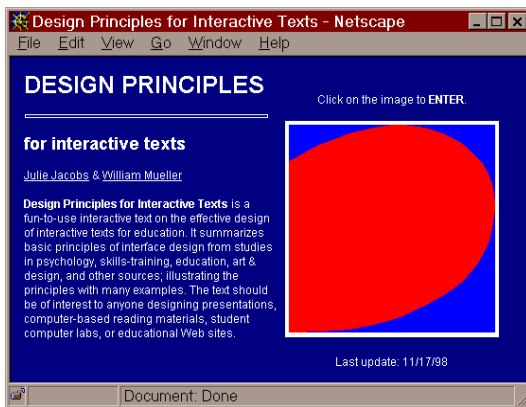 Design Principles for Interactive Texts - Netscape
File Edit View Go Window Help
DESIGN PRINCIPLES
for interactive texts
Julie Jacobs & William Mueller
Design Principles for Interactive Texts is a
fun-to-use interactive text on the effective design
of interactive texts for education. It summarizes
basic principles of interface design from studies
in psychology, skills-training, education, art &
design, and other sources; illustrating the
principles with many examples. The text should
be of interest to anyone designing presentations,
computer-based reading materials, student
computer labs, or educational Web sites.
Click on the image to ENTER.
Last update: 11/17/98
Document: Done